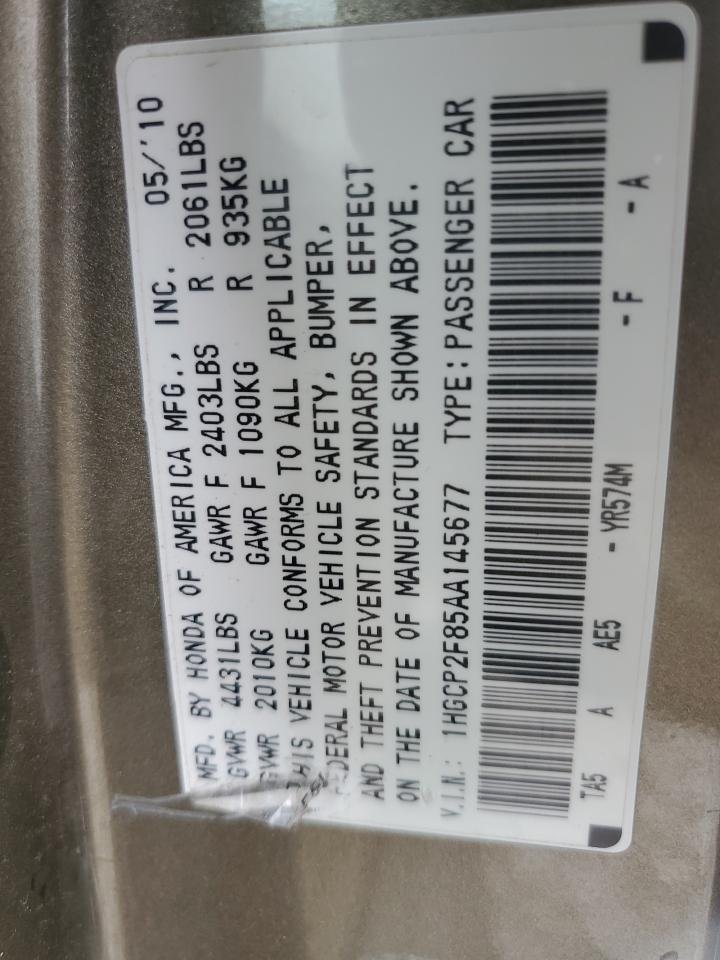 MFD. BY HONDA OF AMERICA MFG., INC. 05/'10
GVWR 4431LBS GAWR F 2403LBS R 2061LBS
GVWR 2010KG GAWR F 1090KG R 935KG
THIS VEHICLE CONFORMS TO ALL APPLICABLE
FEDERAL MOTOR VEHICLE SAFETY, BUMPER,
AND THEFT PREVENTION STANDARDS IN EFFECT
ON THE DATE OF MANUFACTURE SHOWN ABOVE.
V.I.N.: 1HGCP2F85AA145677 TYPE:PASSENGER CAR
TA5 A AE5 - YR574M - F - A